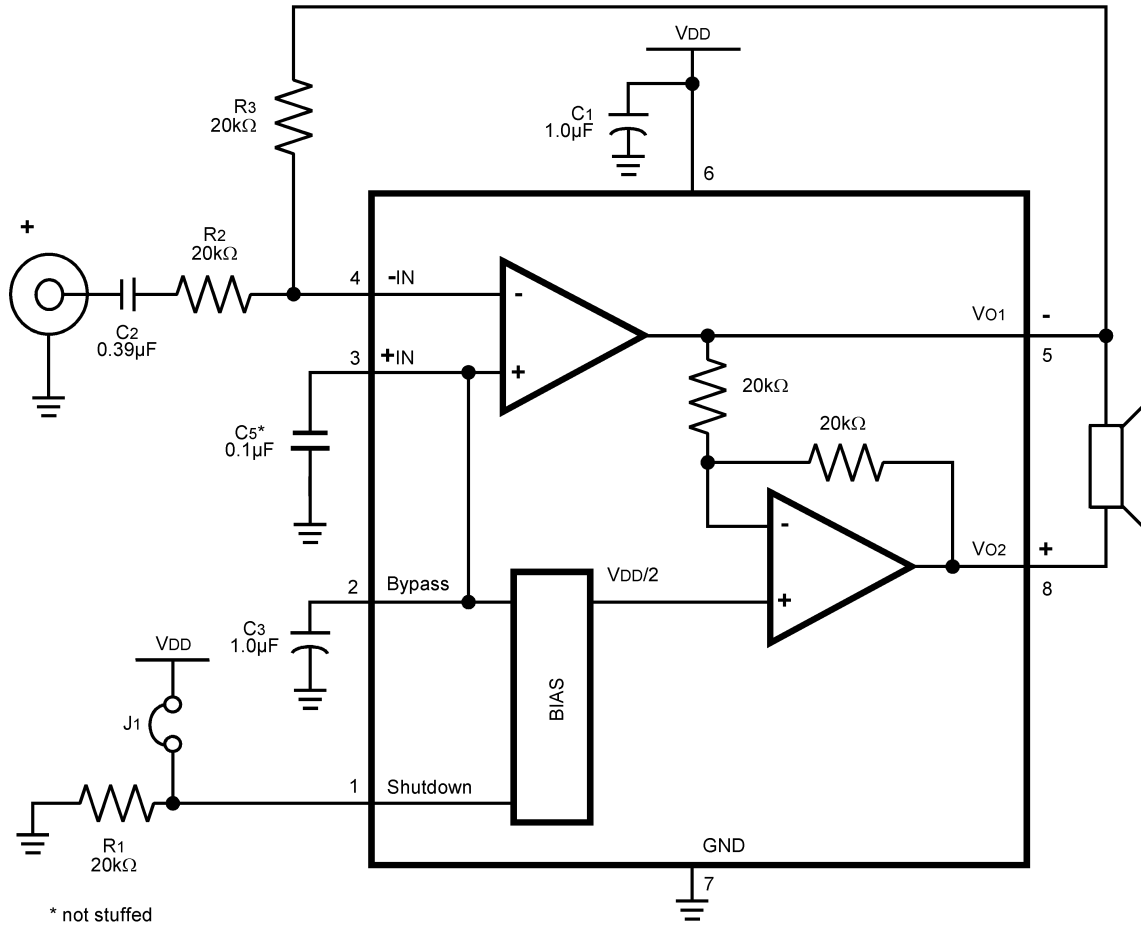 VDD
R3
20kΩ
C1
1.0µF
6
+
R2
20kΩ
4
-IN
-
C2
0.39µF
3
+IN
+
VO1
-
5
20kΩ
20kΩ
C5*
0.1µF
-
VO2
+
8
2
Bypass
VDD/2
+
C3
1.0µF
VDD
J1
BIAS
1
Shutdown
R1
20kΩ
GND
7
* not stuffed